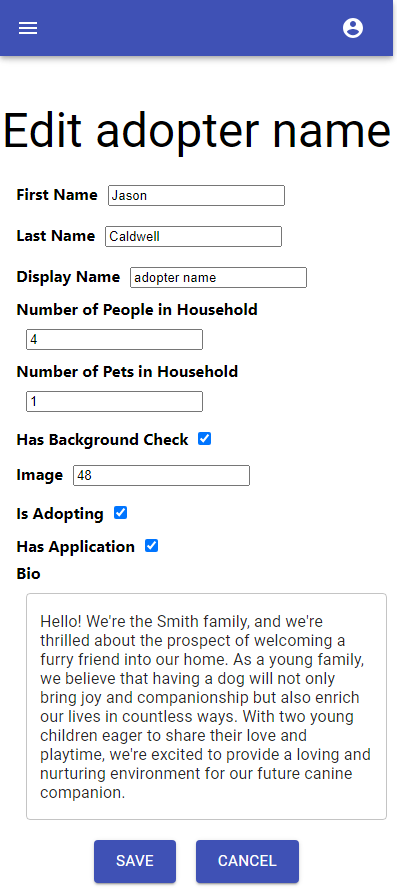 Edit adopter name
First Name Jason
Last Name Caldwell
Display Name adopter name
Number of People in Household
4
Number of Pets in Household
1
Has Background Check
Image 48
Is Adopting
Has Application
Bio
Hello! We're the Smith family, and we're
thrilled about the prospect of welcoming a
furry friend into our home. As a young family,
we believe that having a dog will not only
bring joy and companionship but also enrich
our lives in countless ways. With two young
children eager to share their love and
playtime, we're excited to provide a loving and
nurturing environment for our future canine
companion.
SAVE CANCEL